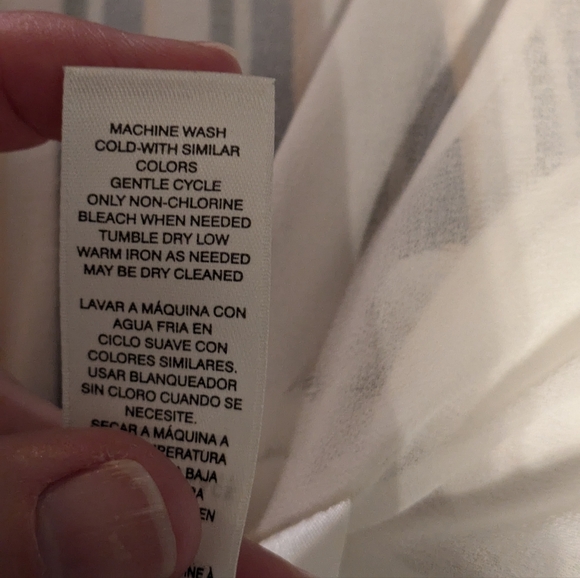 MACHINE WASH
COLD-WITH SIMILAR
COLORS
GENTLE CYCLE
ONLY NON-CHLORINE
BLEACH WHEN NEEDED
TUMBLE DRY LOW
WARM IRON AS NEEDED
MAY BE DRY CLEANED
LAVAR A MÁQUINA CON
AGUA FRIA EN
CICLO SUAVE CON
COLORES SIMILARES.
USAR BLANQUEADOR
SIN CLORO CUANDO SE
NECESITE.
SECAR A MÁQUINA A
BAJA